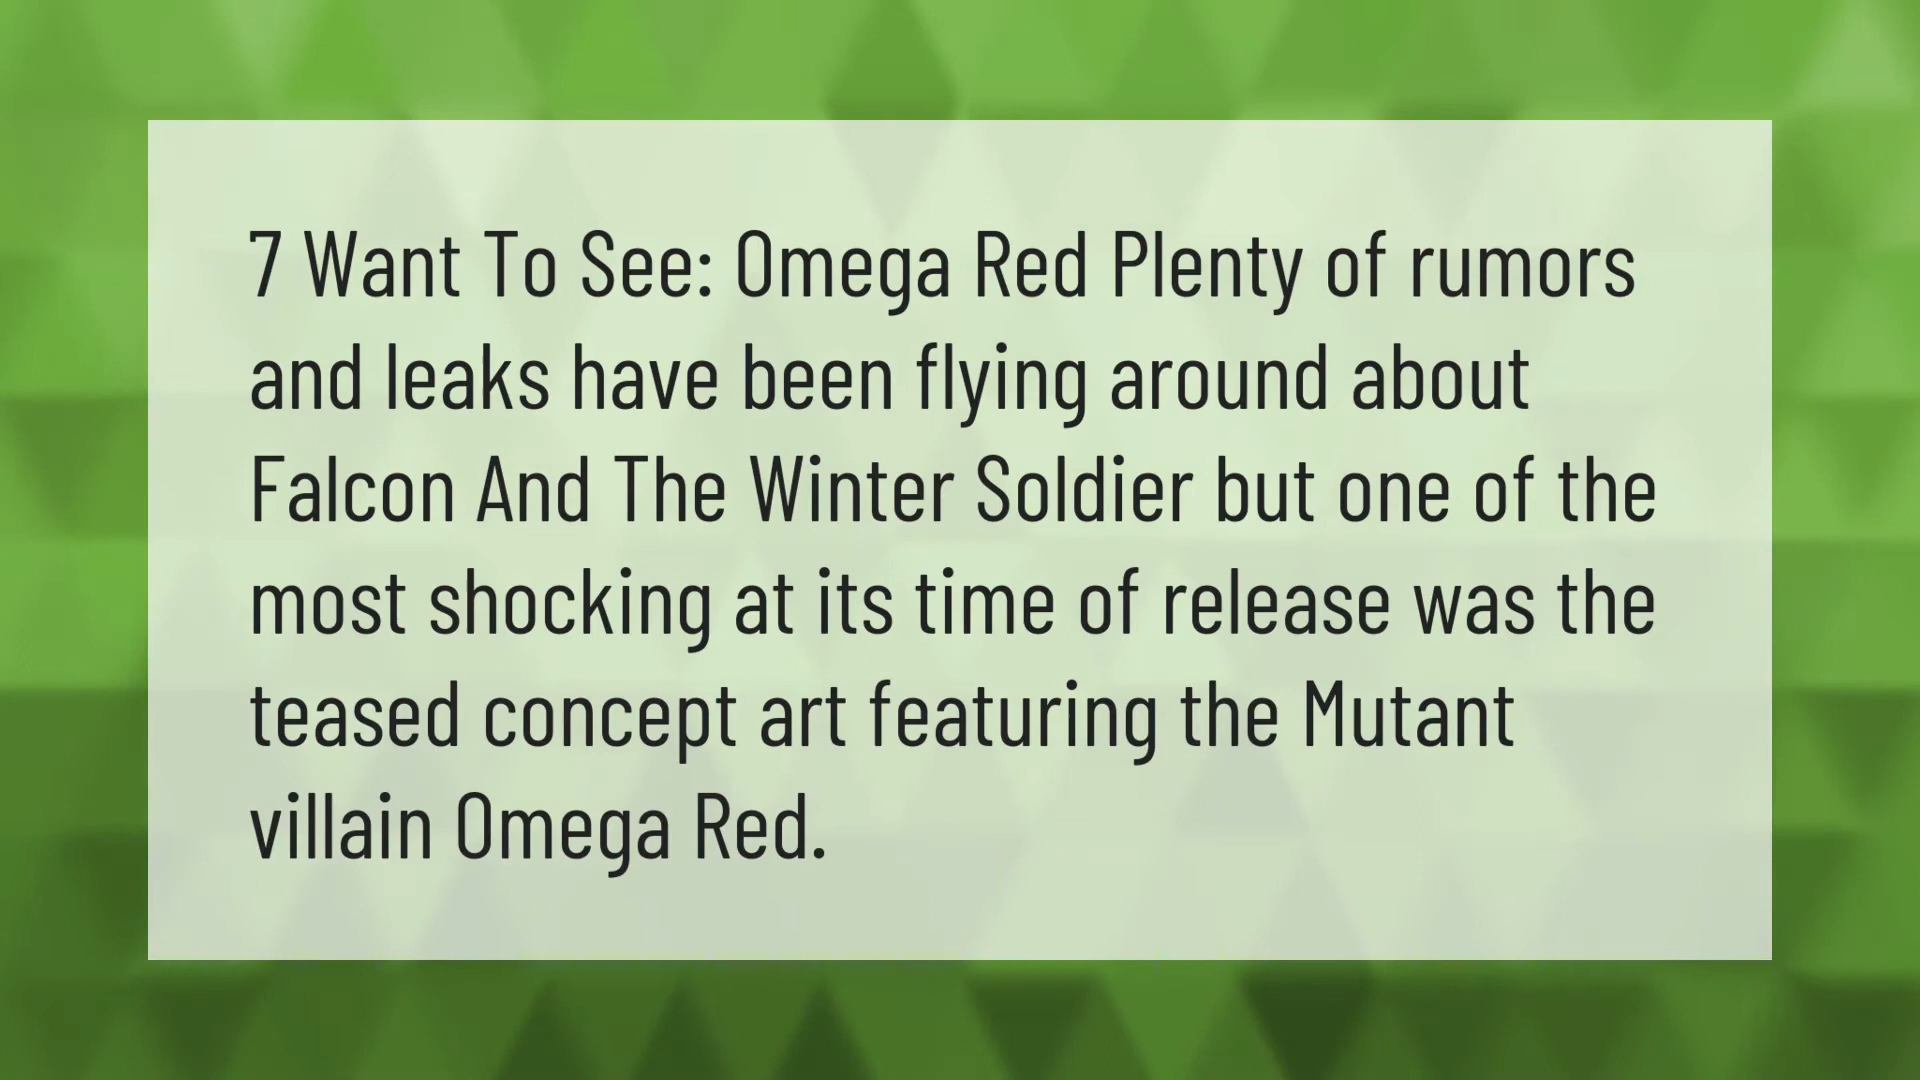 7 Want To See: Omega Red Plenty of rumors
and leaks have been flying around about
Falcon And The Winter Soldier but one of the
most shocking at its time of release was the
teased concept art featuring the Mutant
villain Omega Red.